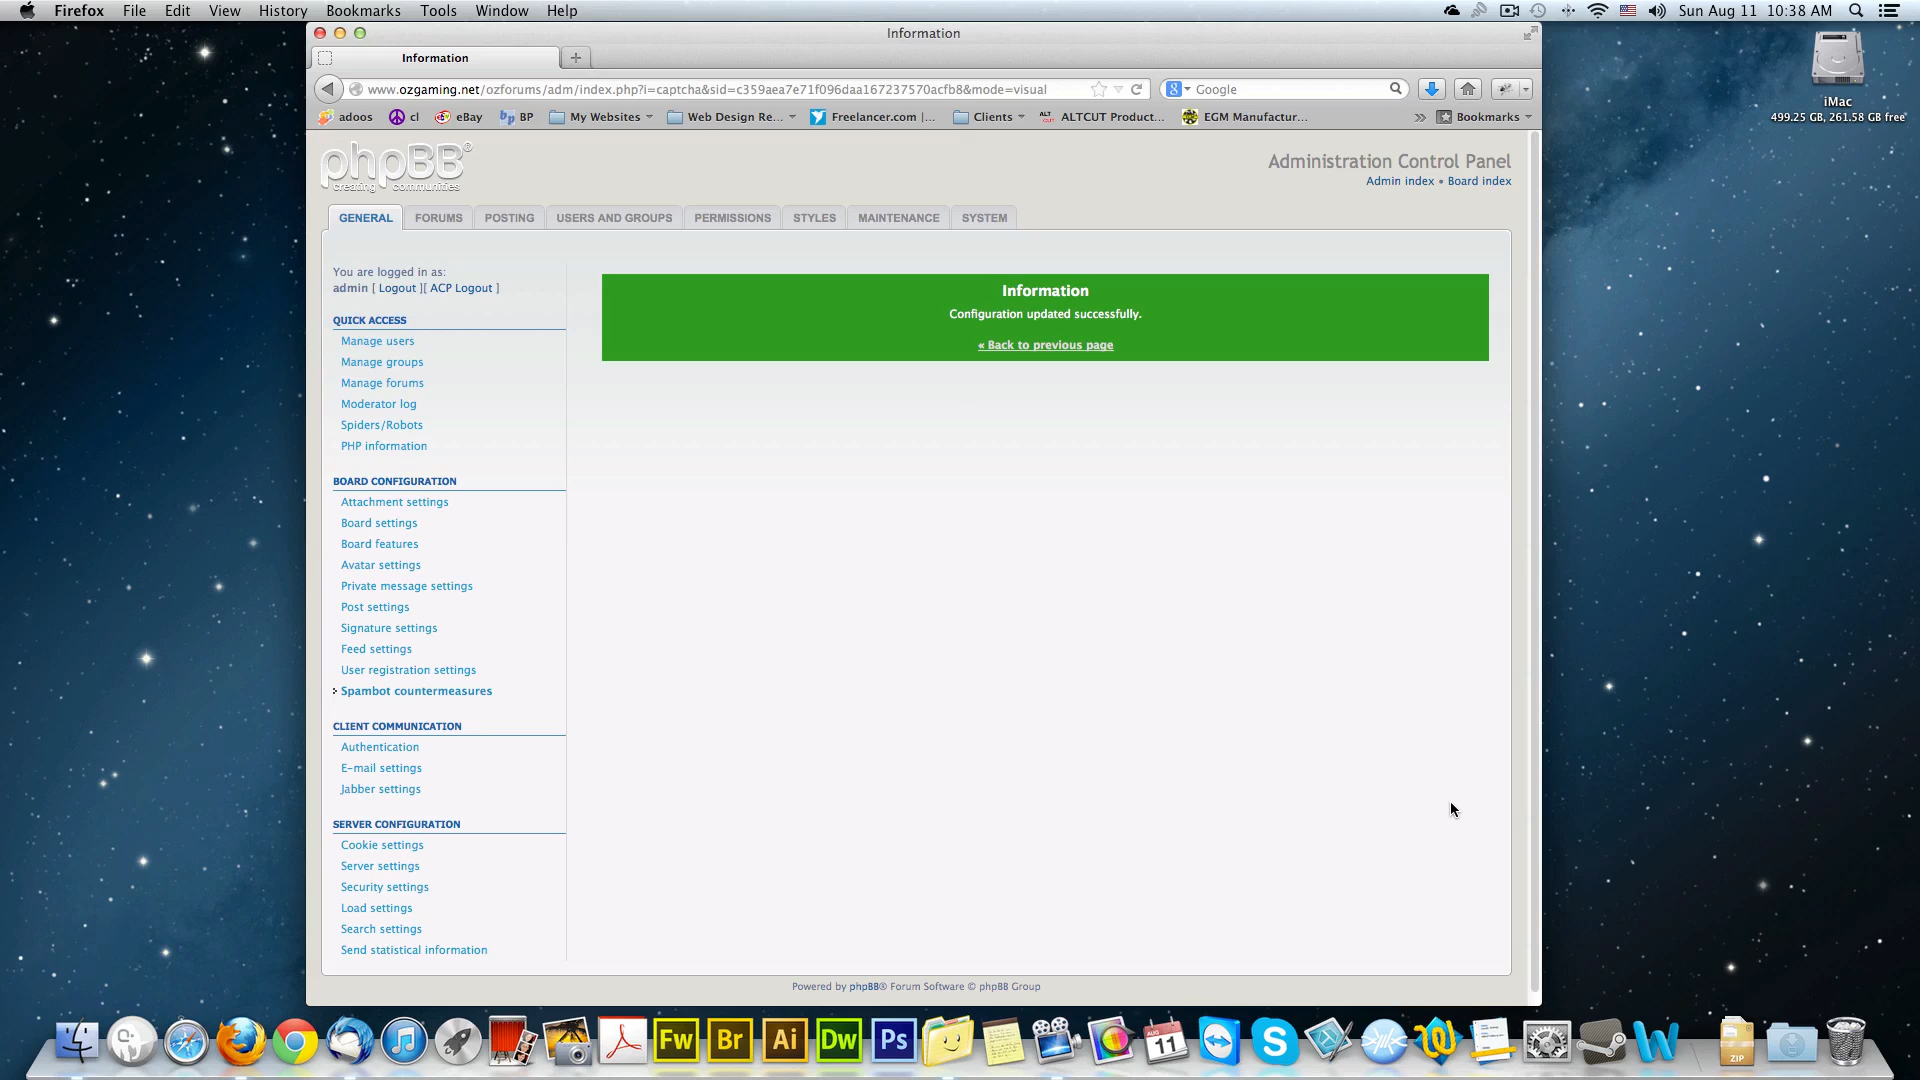 Firefox File Edit View History Bookmarks Tools Window Help
Sun Aug 11 10:38 AM
Information
Information
www.ozgaming.net/ozforums/adm/index.php?i=captcha&sid=c359aea7e71f096daa167237570acfb8&mode=visual
Google
adoos cl eBay BP My Websites Web Design Re... Freelancer.com |... Clients ALTCUT Product... EGM Manufactur... » Bookmarks
iMac
499.25 GB, 261.58 GB free
phpBB®
creating communities
Administration Control Panel
Admin index • Board index
GENERAL FORUMS POSTING USERS AND GROUPS PERMISSIONS STYLES MAINTENANCE SYSTEM
You are logged in as:
admin [ Logout ][ ACP Logout ]
QUICK ACCESS
Manage users
Manage groups
Manage forums
Moderator log
Spiders/Robots
PHP information
BOARD CONFIGURATION
Attachment settings
Board settings
Board features
Avatar settings
Private message settings
Post settings
Signature settings
Feed settings
User registration settings
Spambot countermeasures
CLIENT COMMUNICATION
Authentication
E-mail settings
Jabber settings
SERVER CONFIGURATION
Cookie settings
Server settings
Security settings
Load settings
Search settings
Send statistical information
Information
Configuration updated successfully.
« Back to previous page
Powered by phpBB® Forum Software © phpBB Group
Fw Br Ai Dw Ps AUG 11 S W ZIP